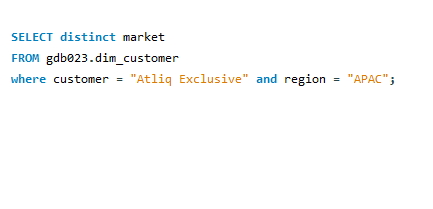 SELECT distinct market
FROM gdb023.dim_customer
where customer = "Atliq Exclusive" and region = "APAC";